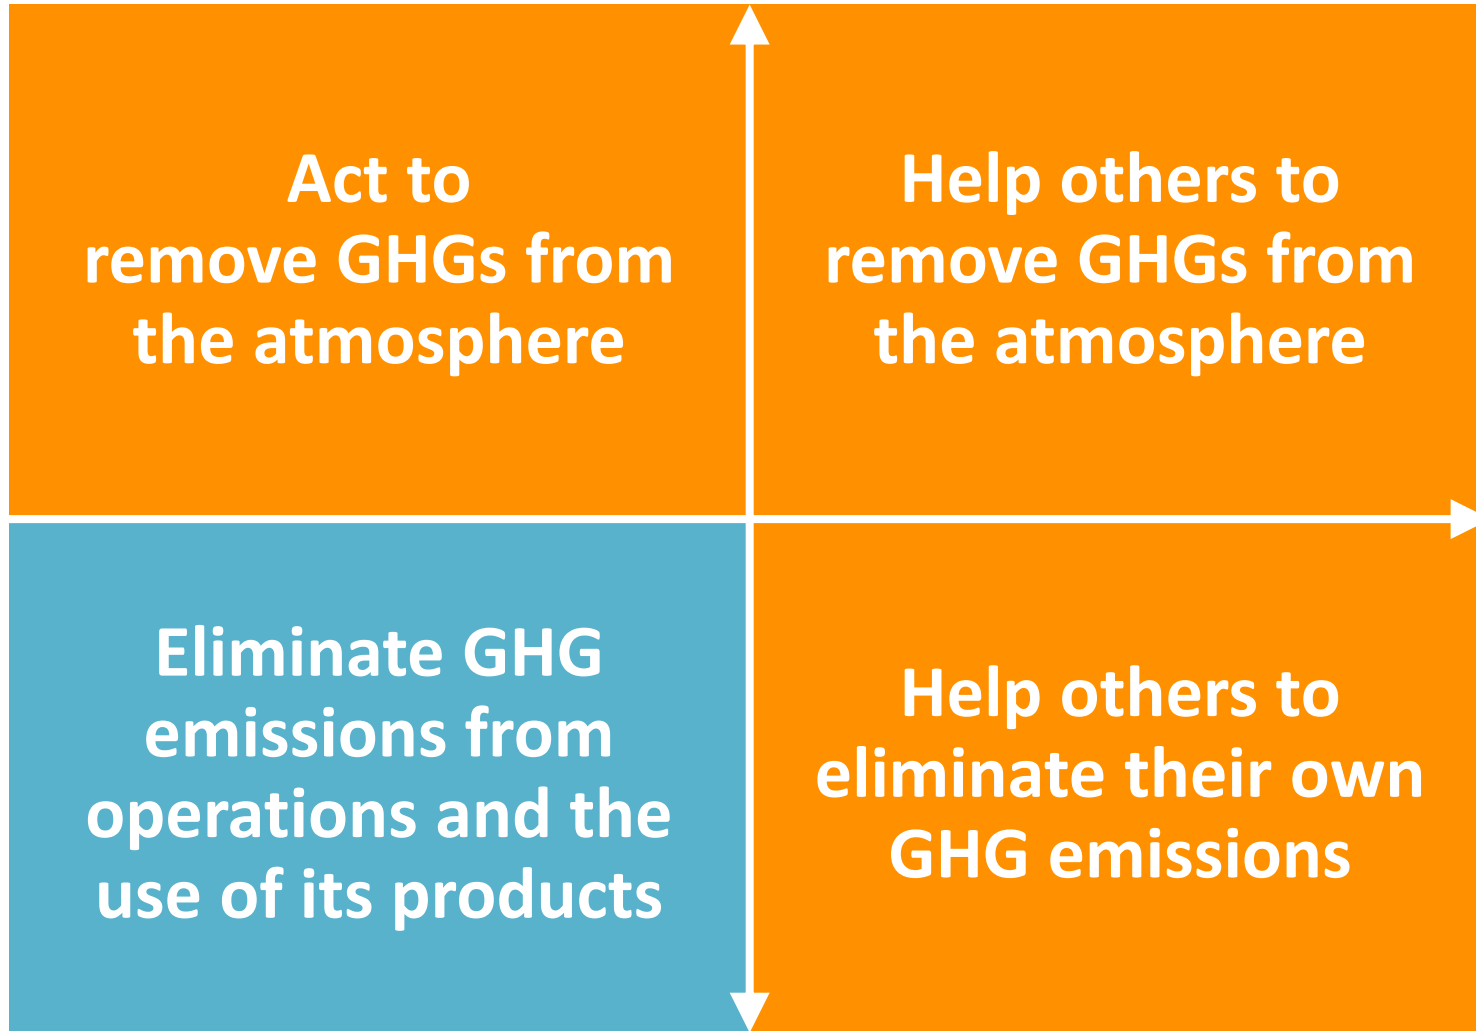 Act to
remove GHGs from
the atmosphere
Help others to
remove GHGs from
the atmosphere
Eliminate GHG
emissions from
operations and the
use of its products
Help others to
eliminate their own
GHG emissions